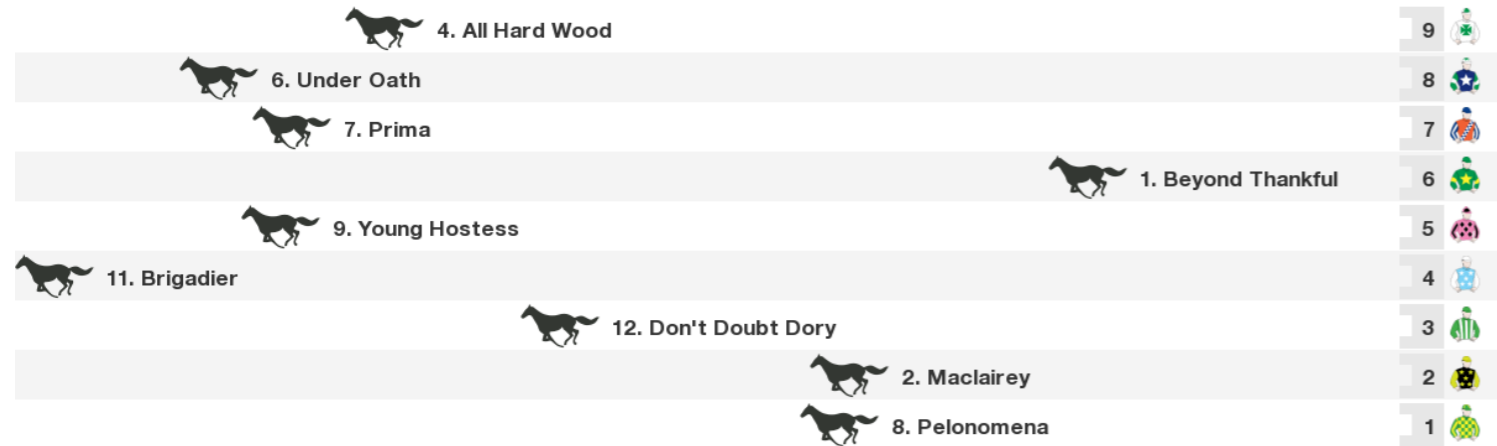 4. All Hard Wood 9
6. Under Oath 8
7. Prima 7
1. Beyond Thankful 6
9. Young Hostess 5
11. Brigadier 4
12. Don't Doubt Dory 3
2. Maclairey 2
8. Pelonomena 1